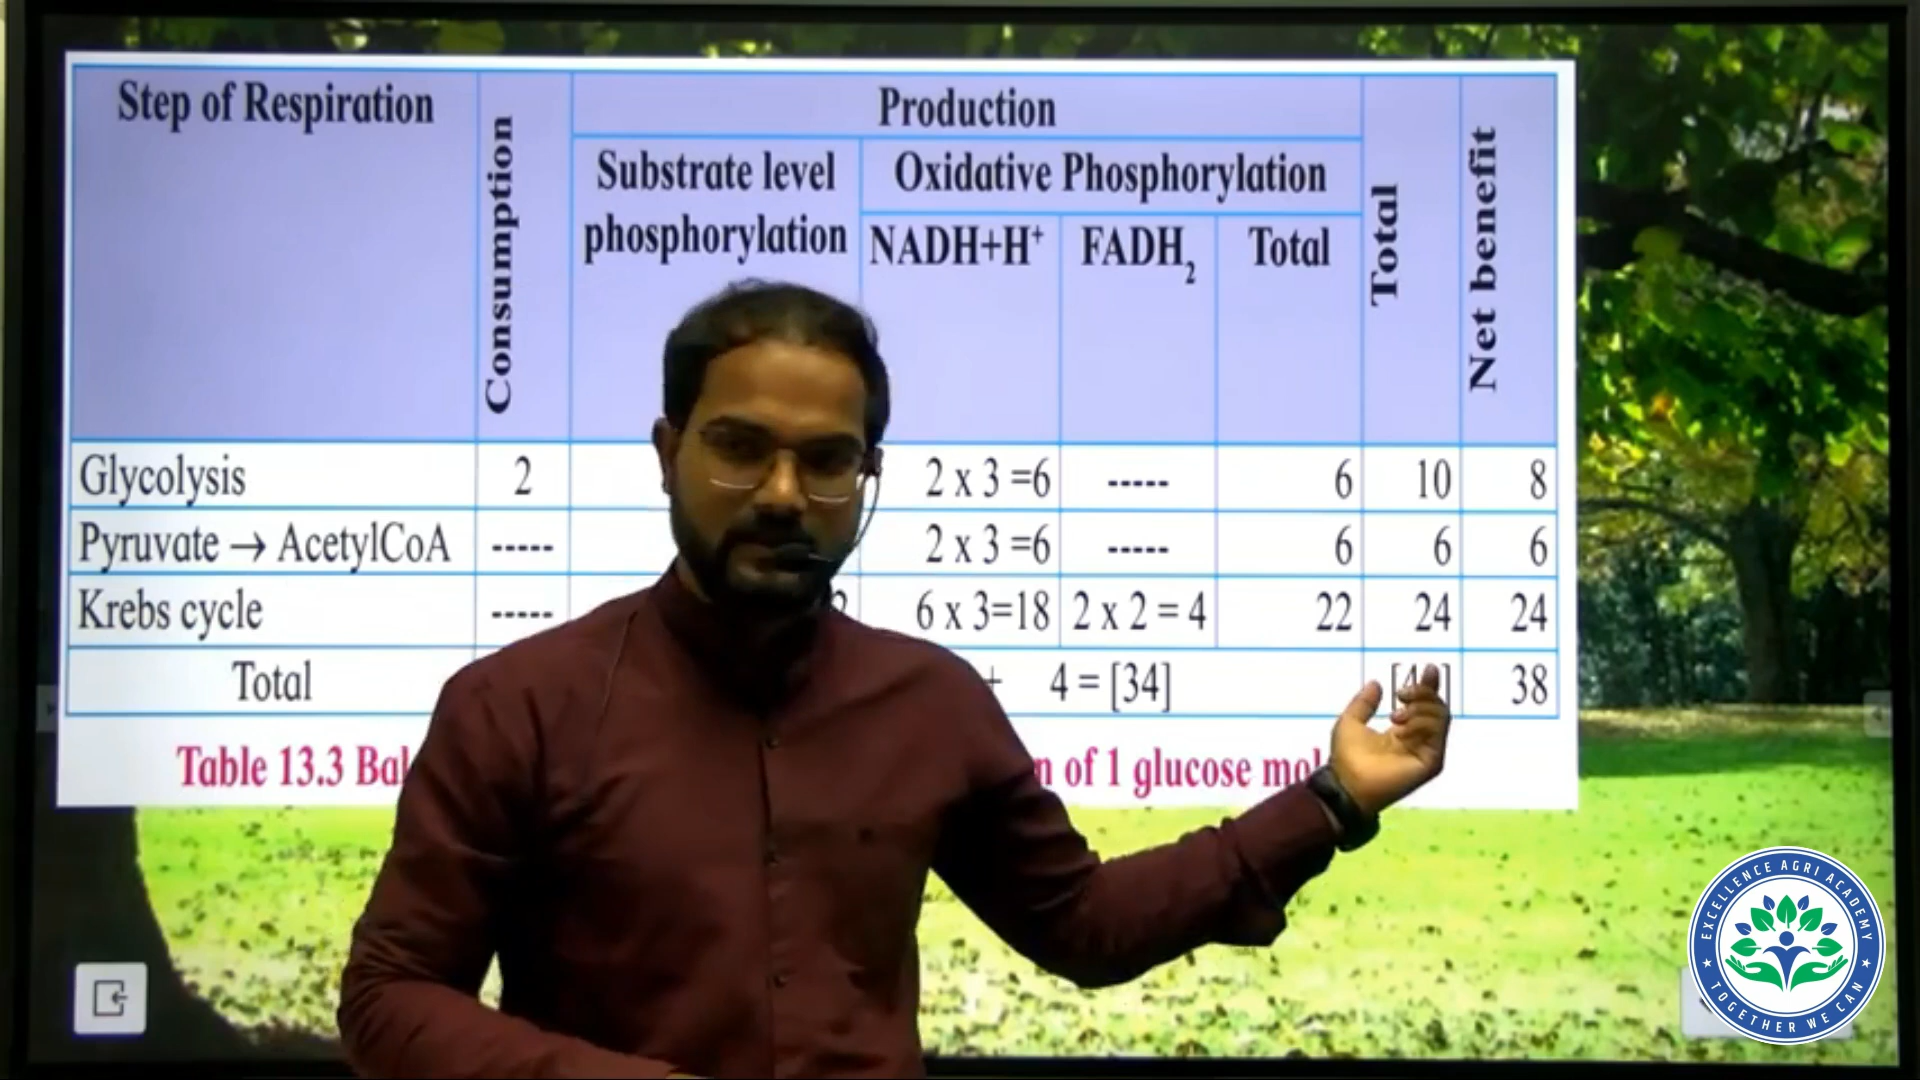 Step of Respiration
Consumption
Production
Total
Net benefit
Substrate level
phosphorylation
Oxidative Phosphorylation
NADH+H⁺ FADH₂ Total
Glycolysis 2 2 x 3 =6 ----- 6 10 8
Pyruvate → AcetylCoA ----- 2 x 3 =6 ----- 6 6 6
Krebs cycle ----- 6 x 3=18 2 x 2 = 4 22 24 24
Total + 4 = [34] 38
Table 13.3 of 1 glucose
EXCELLENCE AGRI ACADEMY
TOGETHER WE CAN